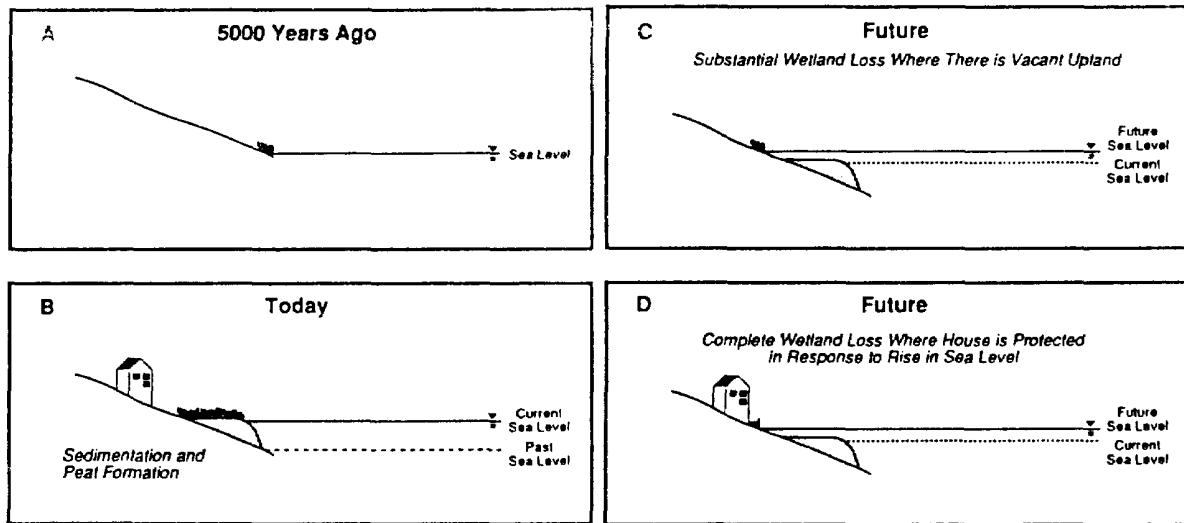 A
5000 Years Ago
Sea Level
B
Today
Current
Sea Level
Past
Sea Level
Sedimentation and
Peat Formation
C
Future
Substantial Wetland Loss Where There is Vacant Upland
Future
Sea Level
Current
Sea Level
D
Future
Complete Wetland Loss Where House is Protected
in Response to Rise in Sea Level
Future
Sea Level
Current
Sea Level